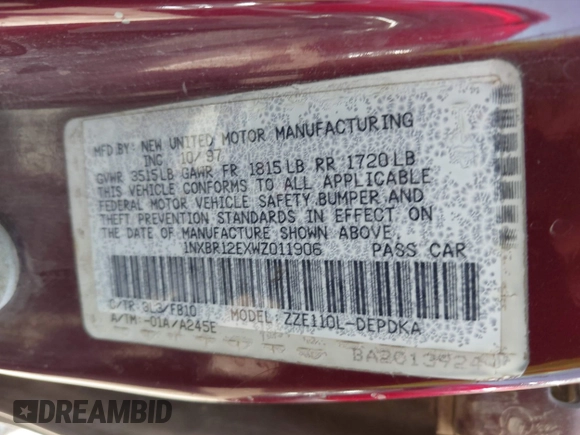 MFD.BY: NEW UNITED MOTOR MANUFACTURING
INC 10/97
GVWR 3515LB GAWR FR 1815LB RR 1720LB
THIS VEHICLE CONFORMS TO ALL APPLICABLE
FEDERAL MOTOR VEHICLE SAFETY,BUMPER AND
THEFT PREVENTION STANDARDS IN EFFECT ON
THE DATE OF MANUFACTURE SHOWN ABOVE.
1NXBR12EXWZ011906 PASS CAR
C/TR: 3L3/FB10 MODEL: ZZE110L-DEPDKA
A/TM: -01A/A245E
DREAMBID